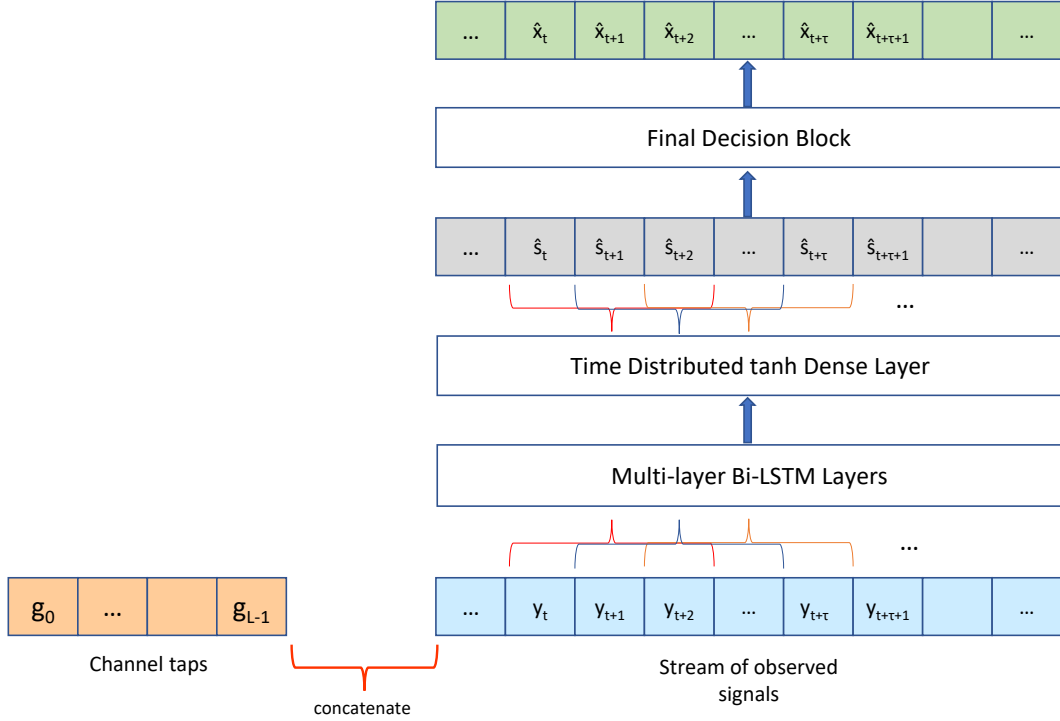 ... x̂t x̂t+1 x̂t+2 ... x̂t+τ x̂t+τ+1 ...
Final Decision Block
... ŝt ŝt+1 ŝt+2 ... ŝt+τ ŝt+τ+1 ...
...
Time Distributed tanh Dense Layer
Multi-layer Bi-LSTM Layers
...
g0 ... gL-1
... yt yt+1 yt+2 ... yt+τ yt+τ+1 ...
Channel taps
Stream of observed
signals
concatenate